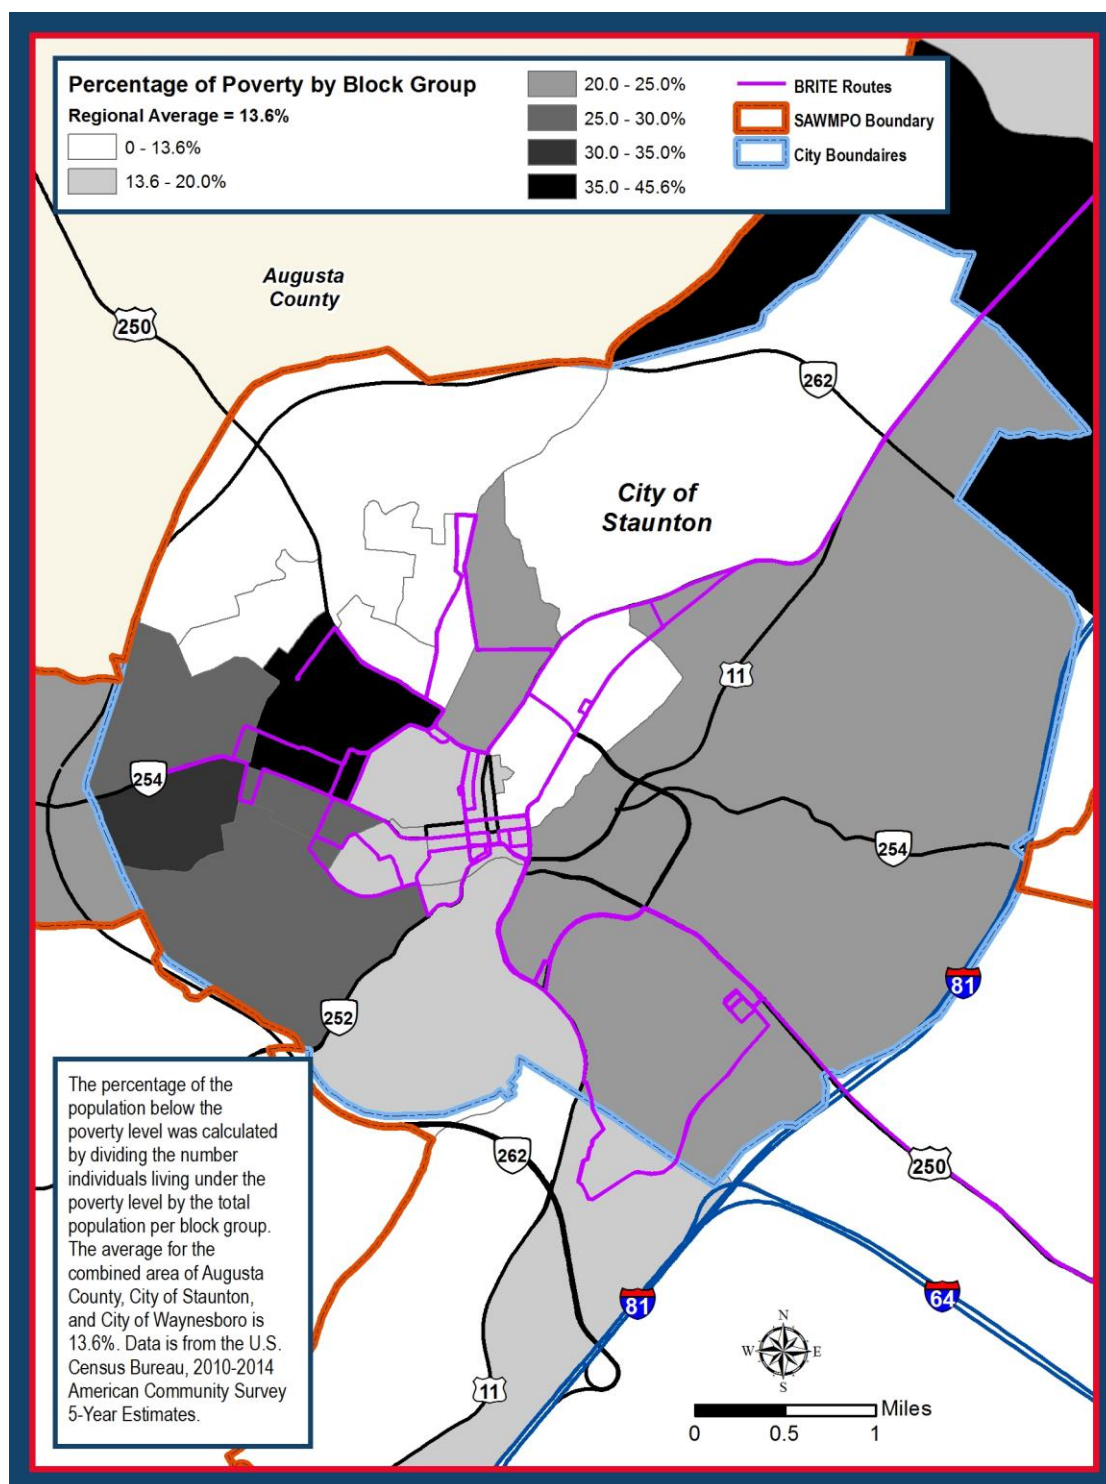 Percentage of Poverty by Block Group
Regional Average = 13.6%
0 - 13.6%
13.6 - 20.0%
20.0 - 25.0%
25.0 - 30.0%
30.0 - 35.0%
35.0 - 45.6%
BRITE Routes
SAWMPO Boundary
City Boundaires
Augusta
County
250
262
City of
Staunton
11
254
254
81
252
262
250
81
64
11
The percentage of the
population below the
poverty level was calculated
by dividing the number
individuals living under the
poverty level by the total
population per block group.
The average for the
combined area of Augusta
County, City of Staunton,
and City of Waynesboro is
13.6%. Data is from the U.S.
Census Bureau, 2010-2014
American Community Survey
5-Year Estimates.
N
W E
S
Miles
0 0.5 1